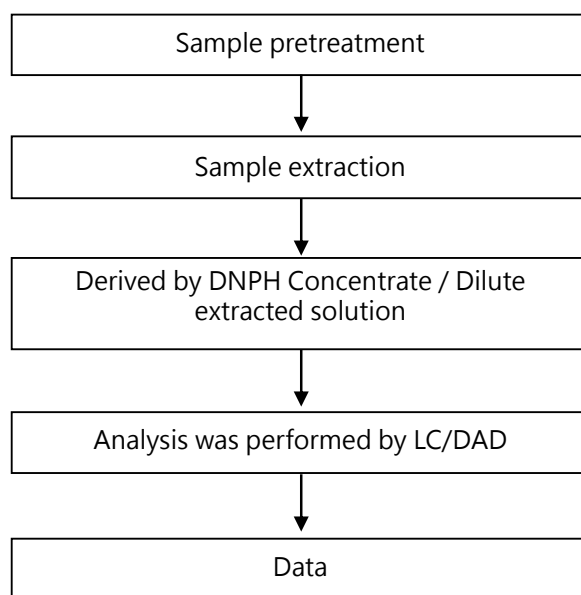 Sample pretreatment
Sample extraction
Derived by DNPH Concentrate / Dilute
extracted solution
Analysis was performed by LC/DAD
Data